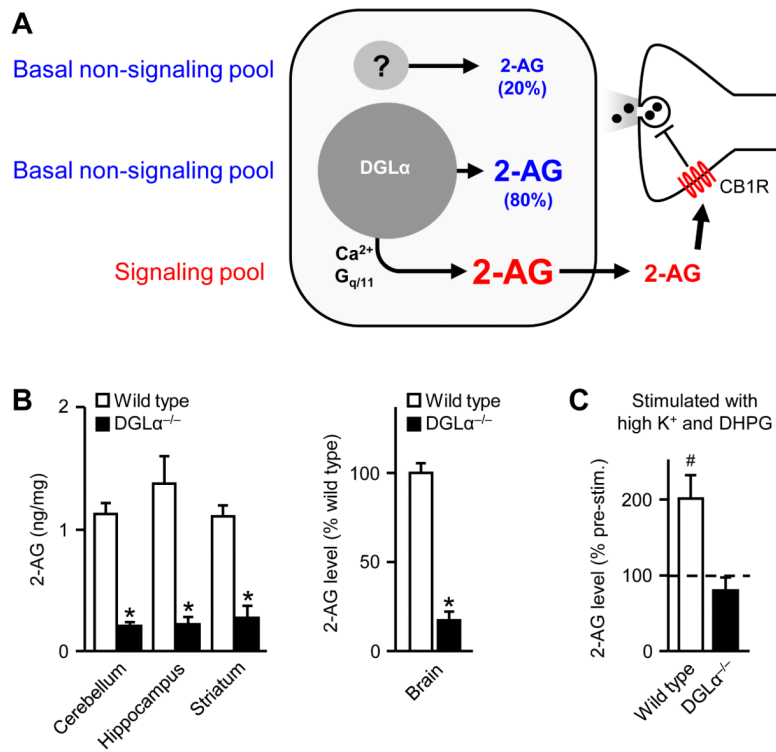 A
Basal non-signaling pool
?
2-AG
(20%)
Basal non-signaling pool
DGLα
2-AG
(80%)
CB1R
Ca²⁺
Gq/11
Signaling pool
2-AG
2-AG
B
Wild type
DGLα–/–
2-AG (ng/mg)
2
1
0
*
*
*
Cerebellum
Hippocampus
Striatum
Wild type
DGLα–/–
2-AG level (% wild type)
100
50
0
*
Brain
C
Stimulated with
high K⁺ and DHPG
2-AG level (% pre-stim.)
200
100
0
#
Wild type
DGLα–/–